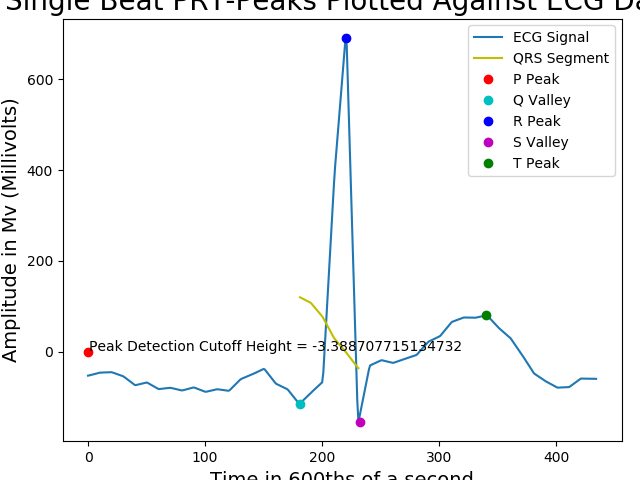 Single Beat PRT-Peaks Plotted Against ECG Da
ECG Signal
QRS Segment
P Peak
Q Valley
R Peak
S Valley
T Peak
Amplitude in Mv (Millivolts)
600
400
200
0
Peak Detection Cutoff Height = -3.388707715134732
0 100 200 300 400
Time in 600ths of a second